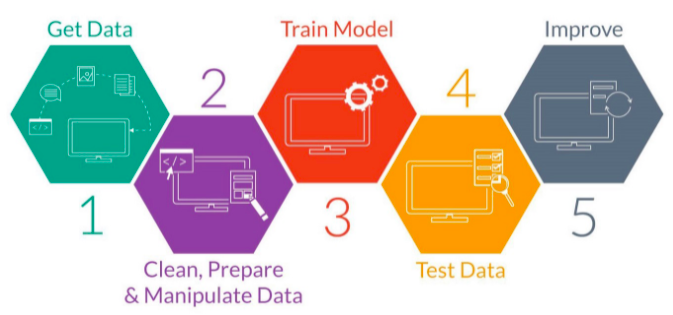 Get Data
1
2
Clean, Prepare
& Manipulate Data
Train Model
3
4
Test Data
Improve
5
</>
</>